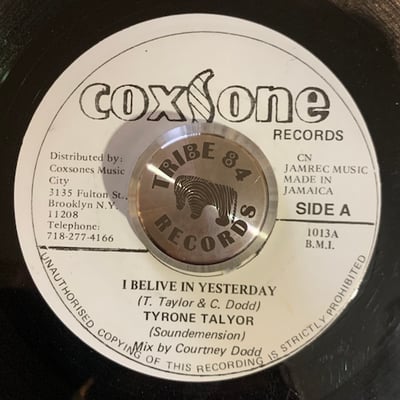 coxsone
RECORDS
Distributed by:
Coxsones Music
City
3135 Fulton St.,
Brooklyn N.Y.
11208
Telephone:
718-277-4166
TRIBE 84
RECORDS
CN
JAMREC MUSIC
MADE IN
JAMAICA
SIDE A
1013A
B.M.I.
I BELIVE IN YESTERDAY
(T. Taylor & C. Dodd)
TYRONE TALYOR
(Soundemension)
Mix by Courtney Dodd
UNAUTHORISED COPYING OF THIS RECORDING IS STRICTLY PROHIBITED